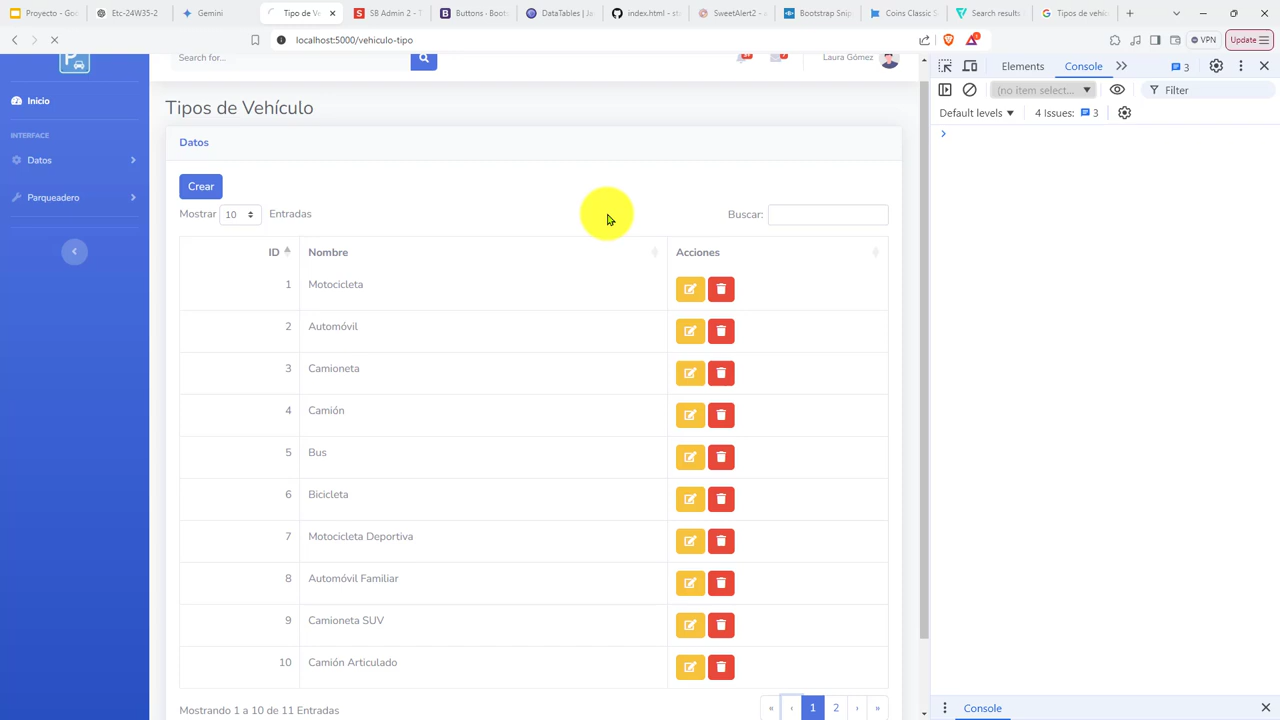 Proyecto - Goo
Etc-24W35-2
Gemini
Tipo de Ve
SB Admin 2 - T
Buttons · Boots
DataTables | Ja
index.html - sta
SweetAlert2 - a
Bootstrap Snip
Coins Classic S
Search results
Tipos de vehíc
localhost:5000/vehiculo-tipo
VPN
Update
Search for...
Laura Gómez
Inicio
INTERFACE
Datos
Parqueadero
Tipos de Vehículo
Datos
Crear
Mostrar 10 Entradas
Buscar:
ID Nombre Acciones
1 Motocicleta
2 Automóvil
3 Camioneta
4 Camión
5 Bus
6 Bicicleta
7 Motocicleta Deportiva
8 Automóvil Familiar
9 Camioneta SUV
10 Camión Articulado
Mostrando 1 a 10 de 11 Entradas
« ‹ 1 2 › »
Elements Console 3
(no item select... Filter
Default levels 4 Issues: 3
Console